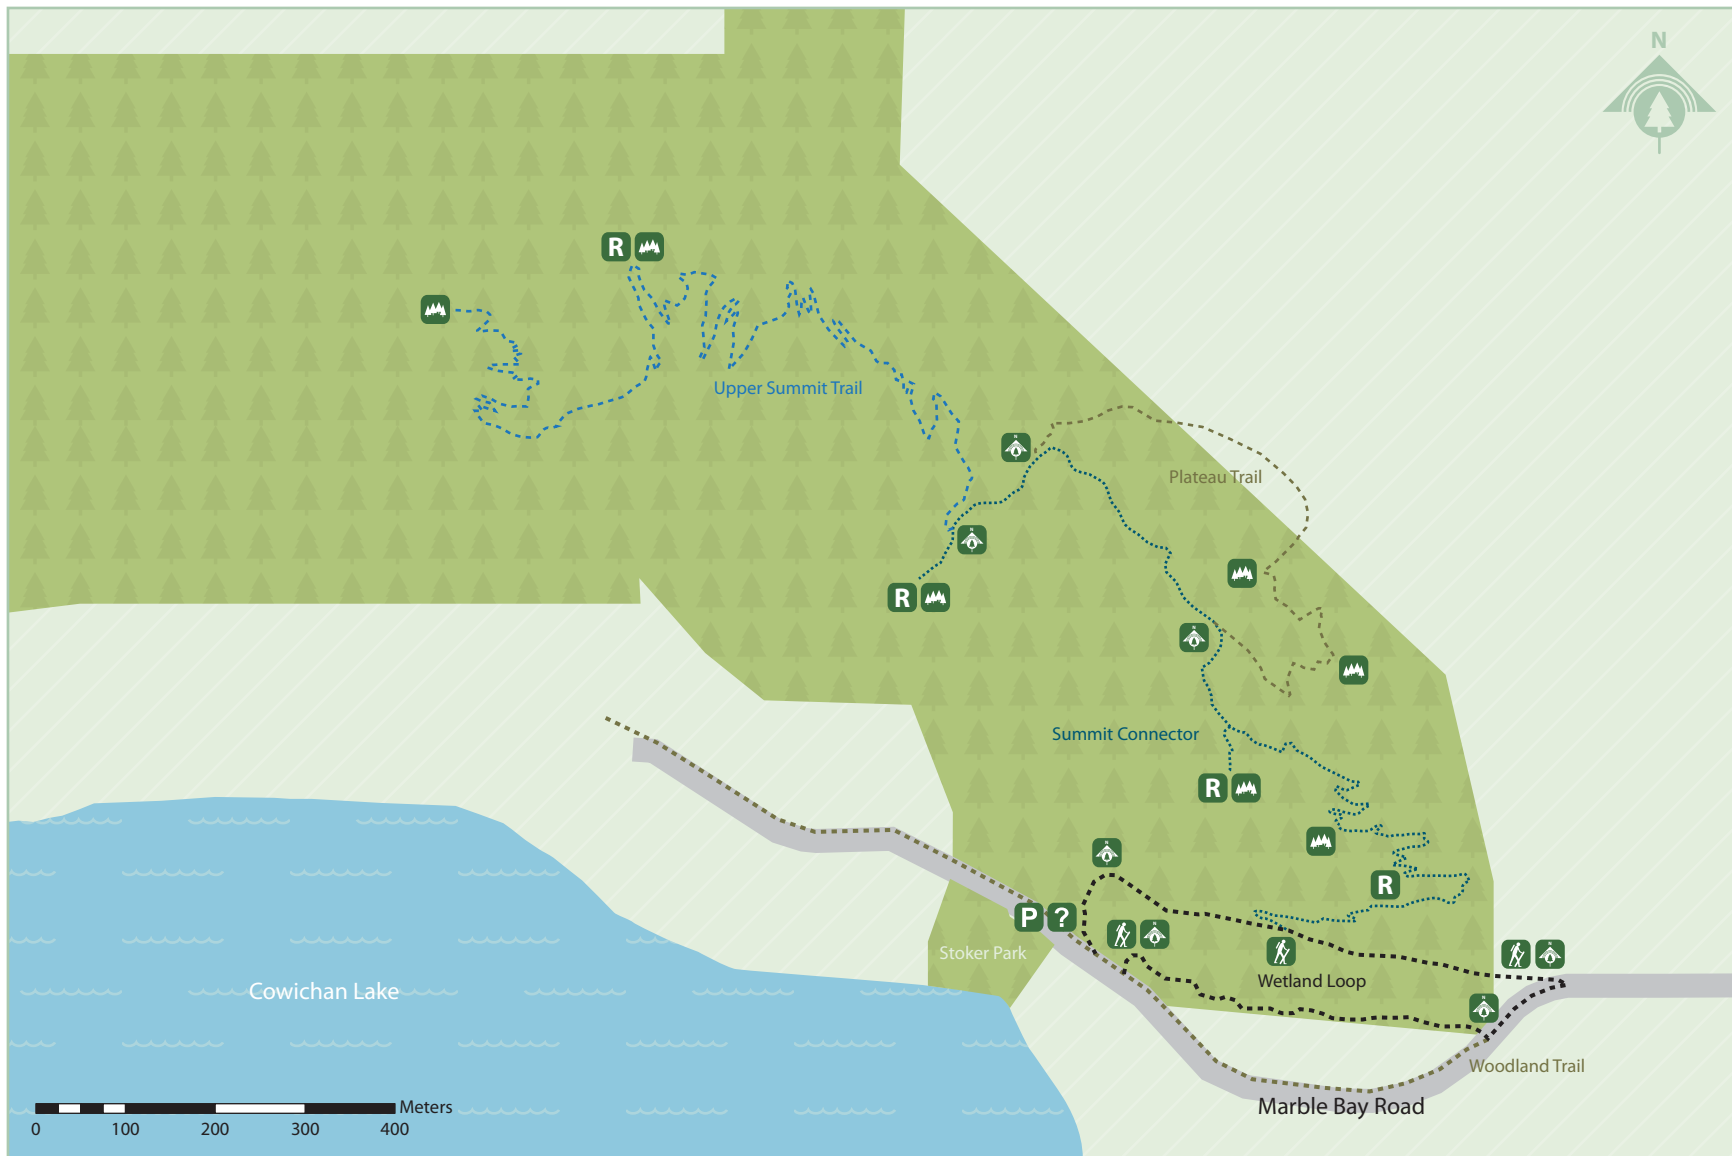 N
R
Upper Summit Trail
N
Plateau Trail
N
R
N
Summit Connector
R
N
R
P ?
N
N
Stoker Park
Wetland Loop
Cowichan Lake
N
Woodland Trail
Marble Bay Road
Meters
0 100 200 300 400